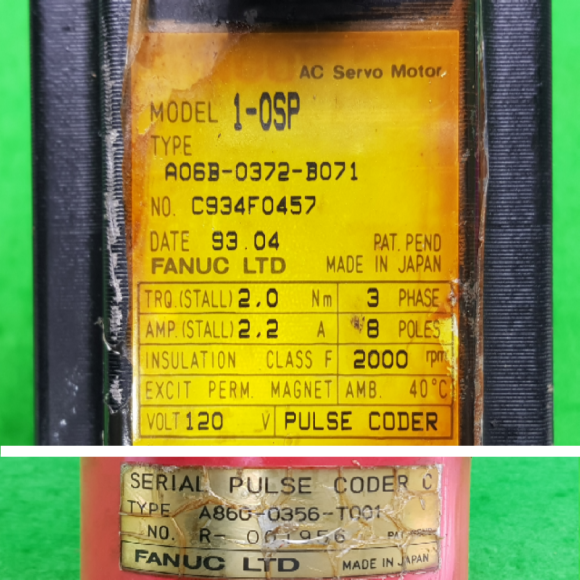 AC Servo Motor
MODEL 1-0SP
TYPE
A06B-0372-B071
NO. C934F0457
DATE 93.04 PAT. PEND
FANUC LTD MADE IN JAPAN
TRQ.(STALL) 2.0 Nm 3 PHASE
AMP.(STALL) 2.2 A 8 POLES
INSULATION CLASS F 2000 rpm
EXCIT PERM. MAGNET AMB. 40°C
VOLT 120 V PULSE CODER
SERIAL PULSE CODER C
TYPE A860-0356-T001
NO. R-
FANUC LTD MADE IN JAPAN